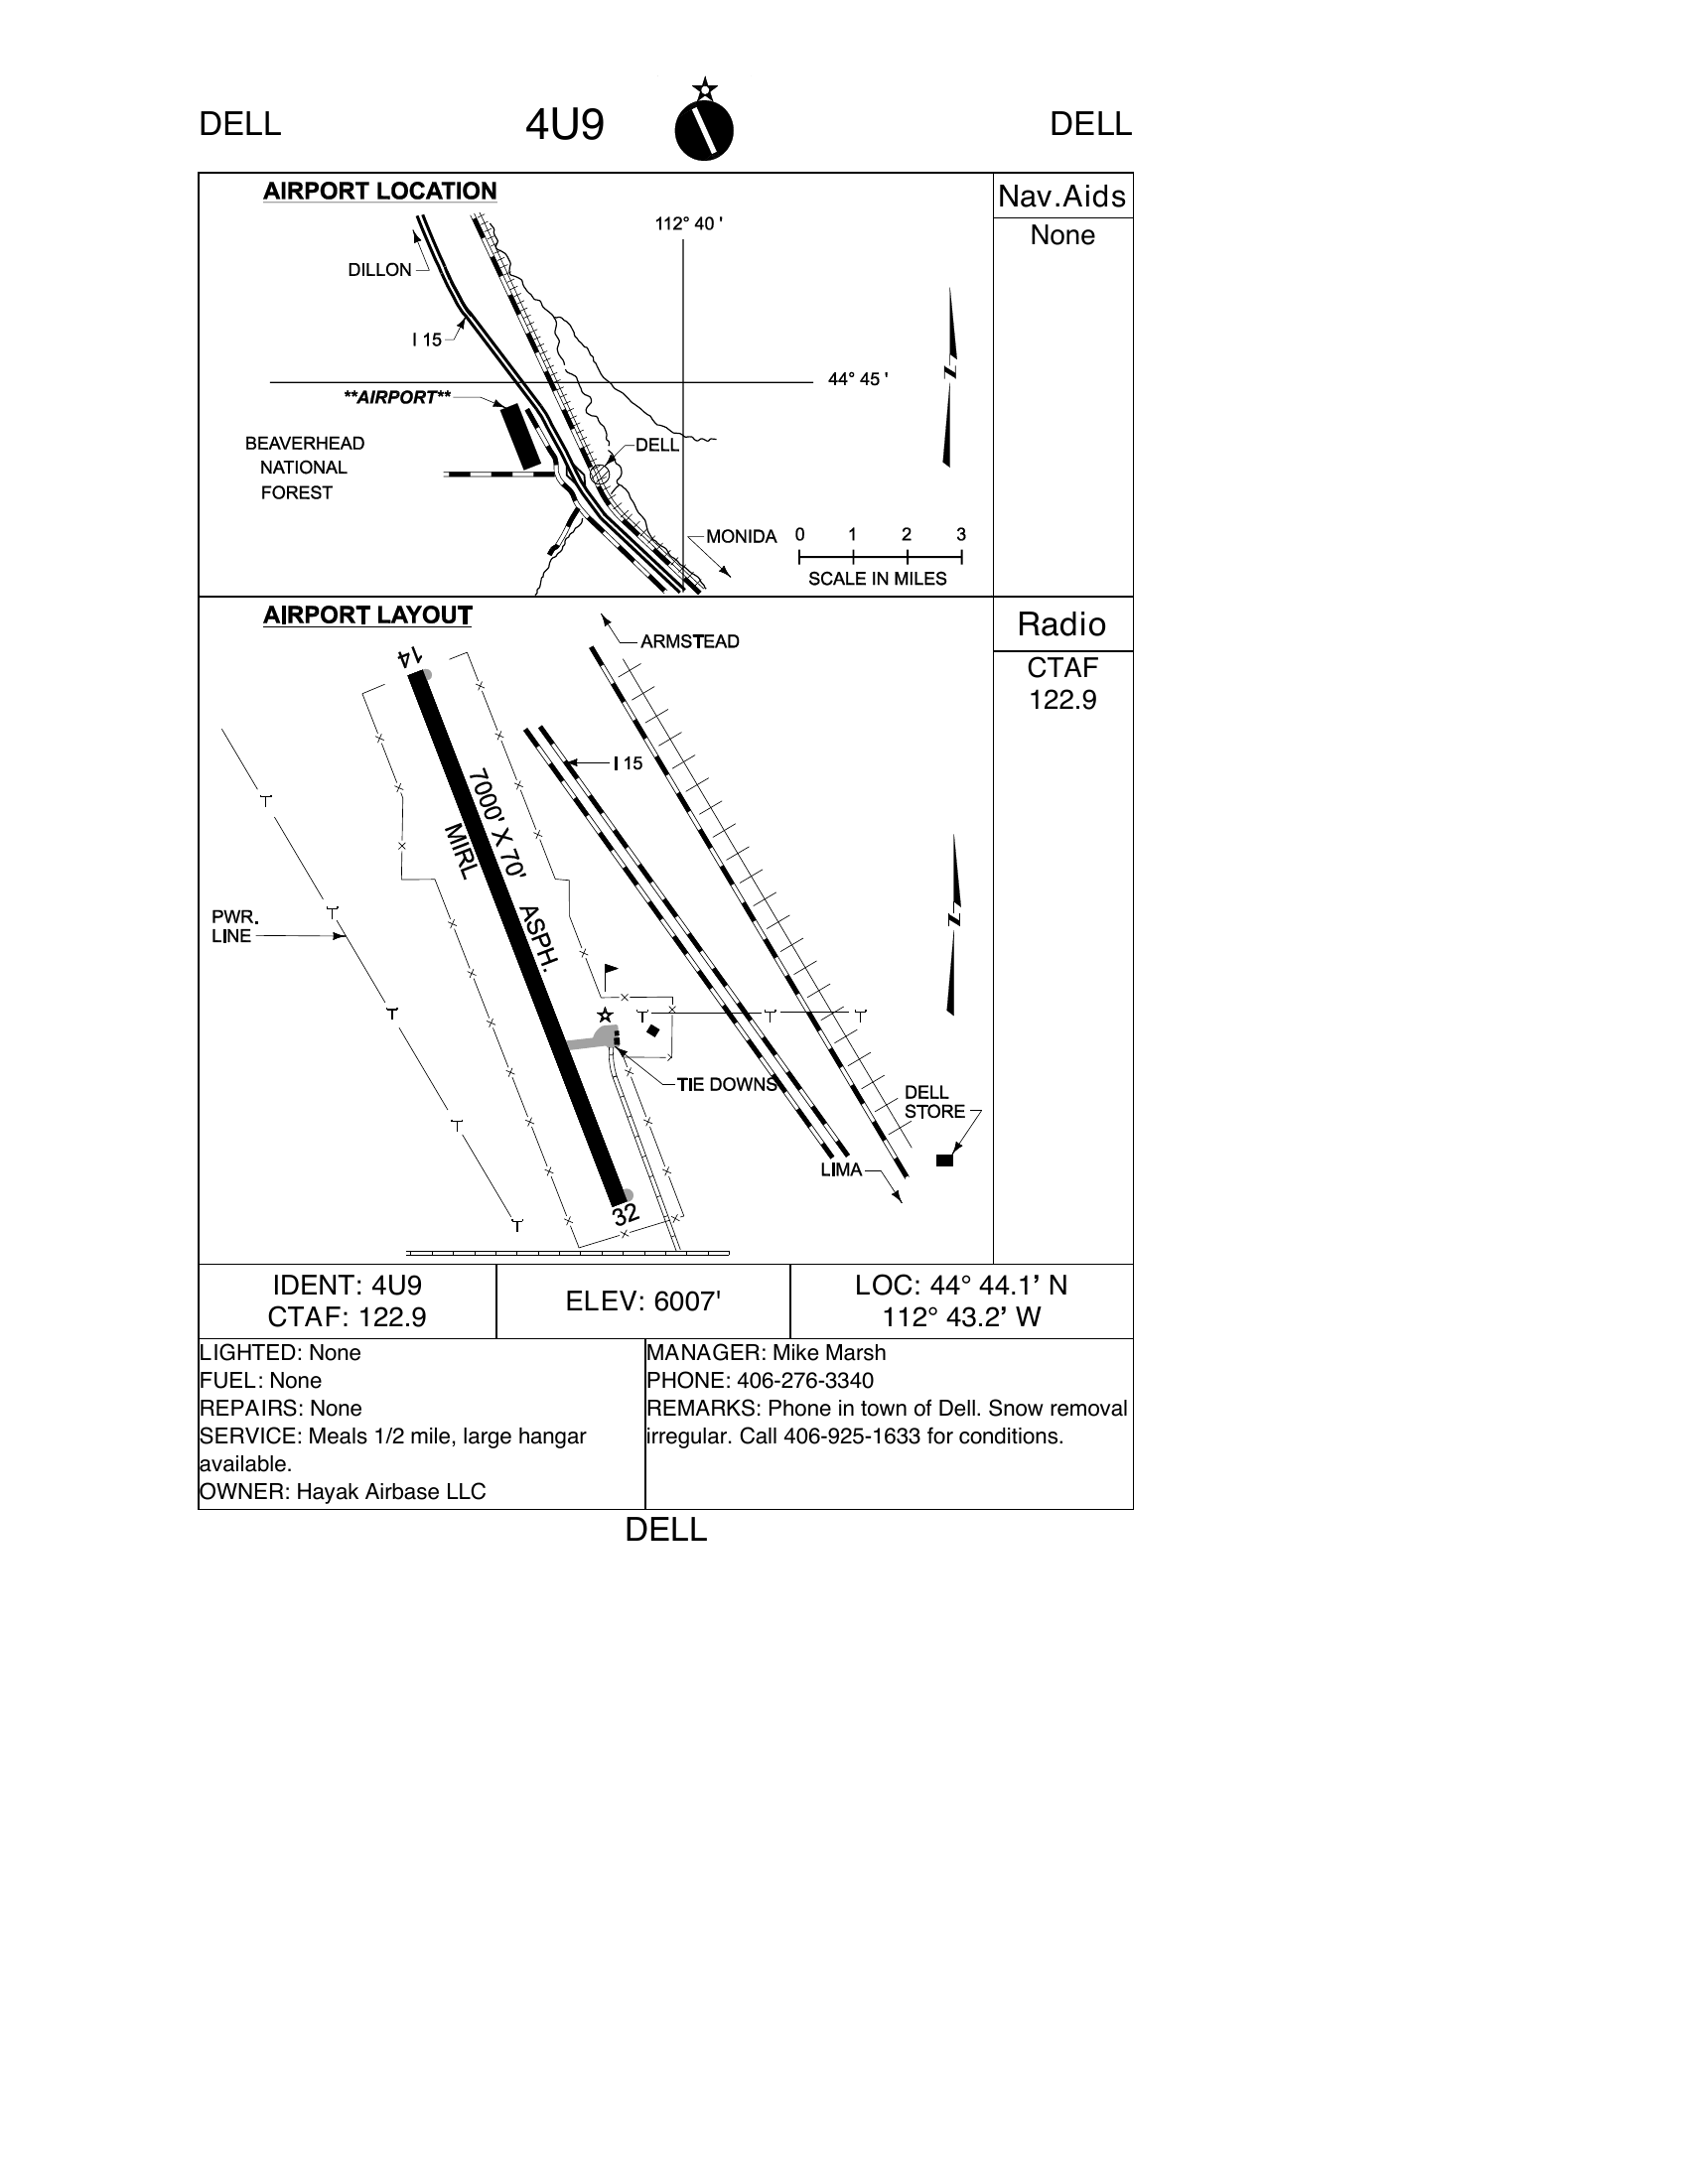 DELL 4U9 DELL
AIRPORT LOCATION
Nav.Aids
None
112° 40 '
DILLON
I 15
44° 45 '
**AIRPORT**
BEAVERHEAD
NATIONAL
FOREST
DELL
N
MONIDA
0 1 2 3
SCALE IN MILES
AIRPORT LAYOUT
Radio
CTAF
122.9
ARMSTEAD
14
I 15
7000' X 70' ASPH.
MIRL
PWR.
LINE
N
TIE DOWNS
DELL
STORE
LIMA
32
IDENT: 4U9
CTAF: 122.9
ELEV: 6007'
LOC: 44° 44.1’ N
112° 43.2’ W
LIGHTED: None
FUEL: None
REPAIRS: None
SERVICE: Meals 1/2 mile, large hangar
available.
OWNER: Hayak Airbase LLC
MANAGER: Mike Marsh
PHONE: 406-276-3340
REMARKS: Phone in town of Dell. Snow removal
irregular. Call 406-925-1633 for conditions.
DELL